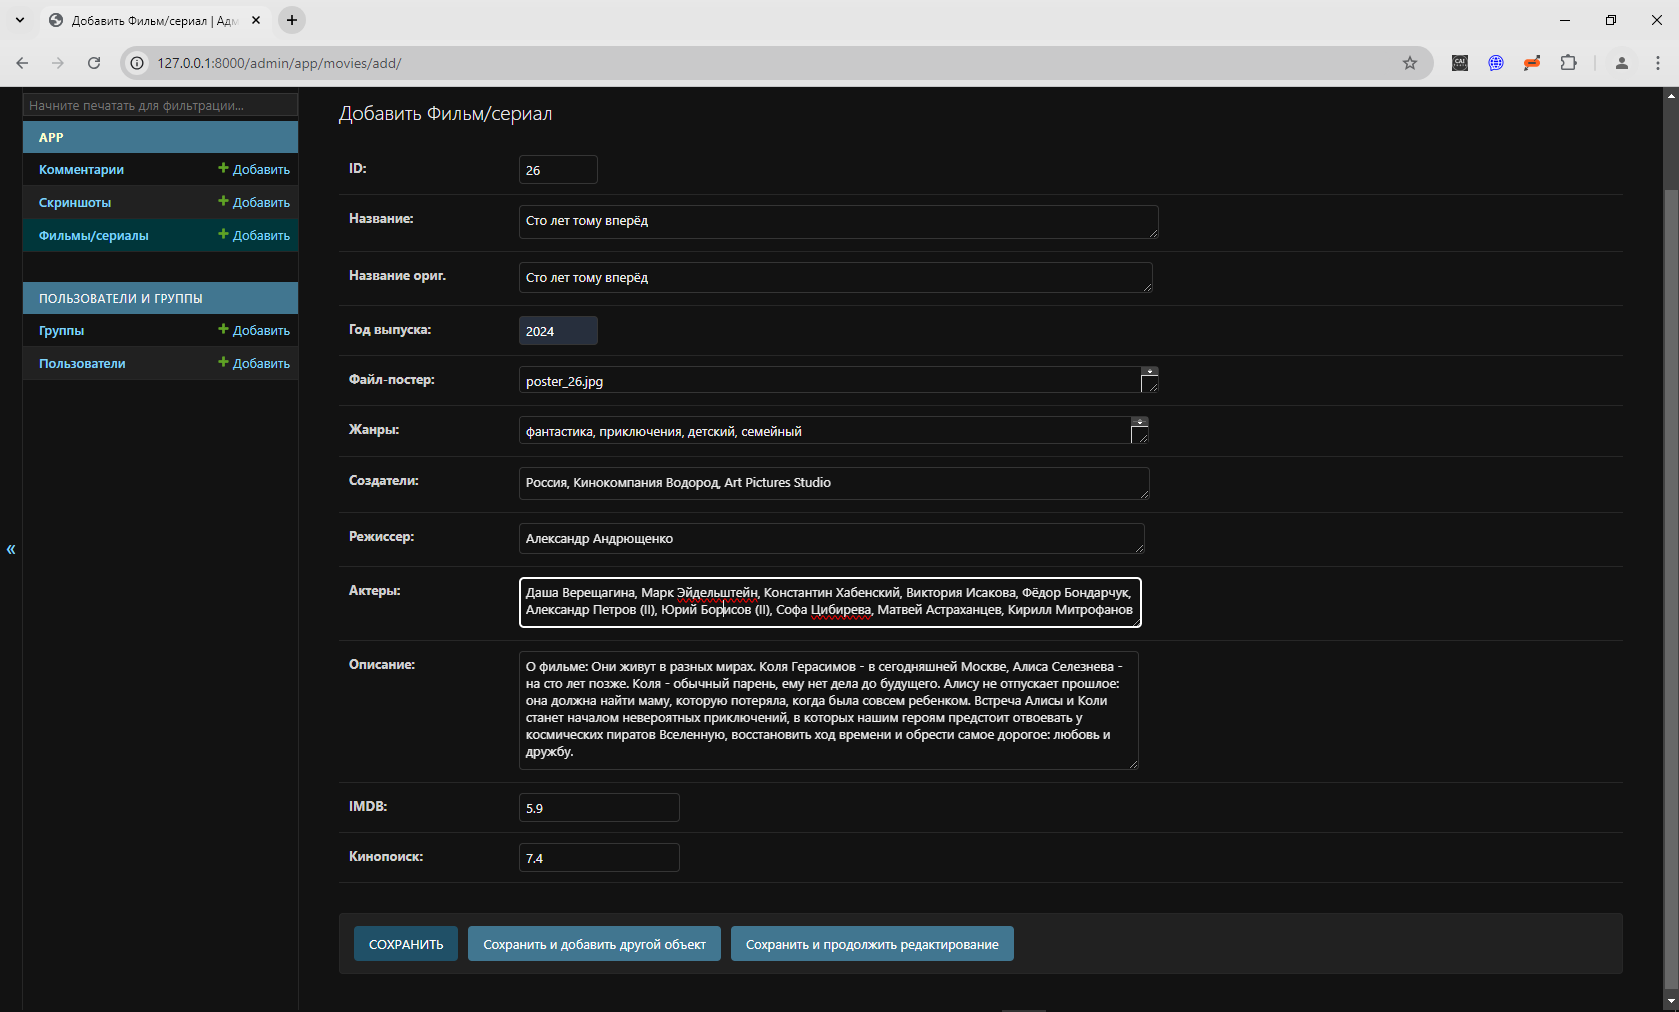 Добавить Фильм/сериал | Адм
127.0.0.1:8000/admin/app/movies/add/
Начните печатать для фильтрации...
APP
Комментарии Добавить
Скриншоты Добавить
Фильмы/сериалы Добавить
ПОЛЬЗОВАТЕЛИ И ГРУППЫ
Группы Добавить
Пользователи Добавить
«
Добавить Фильм/сериал
ID: 26
Название: Сто лет тому вперёд
Название ориг. Сто лет тому вперёд
Год выпуска: 2024
Файл-постер: poster_26.jpg
Жанры: фантастика, приключения, детский, семейный
Создатели: Россия, Кинокомпания Водород, Art Pictures Studio
Режиссер: Александр Андрющенко
Актеры: Даша Верещагина, Марк Эйдельштейн, Константин Хабенский, Виктория Исакова, Фёдор Бондарчук,
Александр Петров (II), Юрий Борисов (II), Софа Цибирева, Матвей Астраханцев, Кирилл Митрофанов
Описание: О фильме: Они живут в разных мирах. Коля Герасимов - в сегодняшней Москве, Алиса Селезнева -
на сто лет позже. Коля - обычный парень, ему нет дела до будущего. Алису не отпускает прошлое:
она должна найти маму, которую потеряла, когда была совсем ребенком. Встреча Алисы и Коли
станет началом невероятных приключений, в которых нашим героям предстоит отвоевать у
космических пиратов Вселенную, восстановить ход времени и обрести самое дорогое: любовь и
дружбу.
IMDB: 5.9
Кинопоиск: 7.4
СОХРАНИТЬ Сохранить и добавить другой объект Сохранить и продолжить редактирование